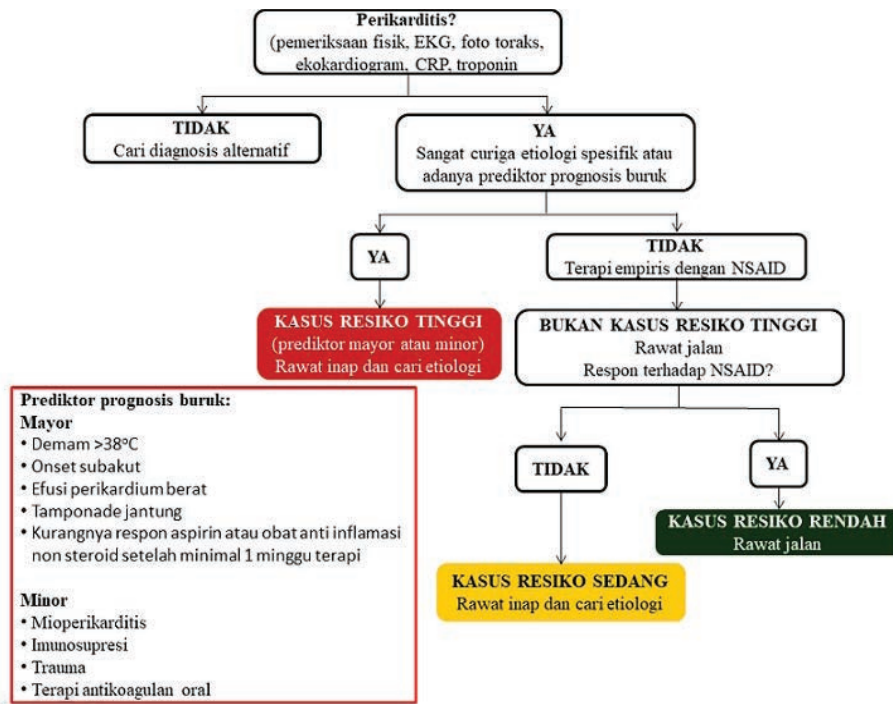 Perikarditis?
(pemeriksaan fisik, EKG, foto toraks,
ekokardiogram, CRP, troponin
TIDAK
Cari diagnosis alternatif
YA
Sangat curiga etiologi spesifik atau
adanya prediktor prognosis buruk
YA
TIDAK
Terapi empiris dengan NSAID
KASUS RESIKO TINGGI
(prediktor mayor atau minor)
Rawat inap dan cari etiologi
BUKAN KASUS RESIKO TINGGI
Rawat jalan
Respon terhadap NSAID?
TIDAK
YA
KASUS RESIKO RENDAH
Rawat jalan
KASUS RESIKO SEDANG
Rawat inap dan cari etiologi
Prediktor prognosis buruk:
Mayor
• Demam >38°C
• Onset subakut
• Efusi perikardium berat
• Tamponade jantung
• Kurangnya respon aspirin atau obat anti inflamasi
non steroid setelah minimal 1 minggu terapi
Minor
• Mioperikarditis
• Imunosupresi
• Trauma
• Terapi antikoagulan oral